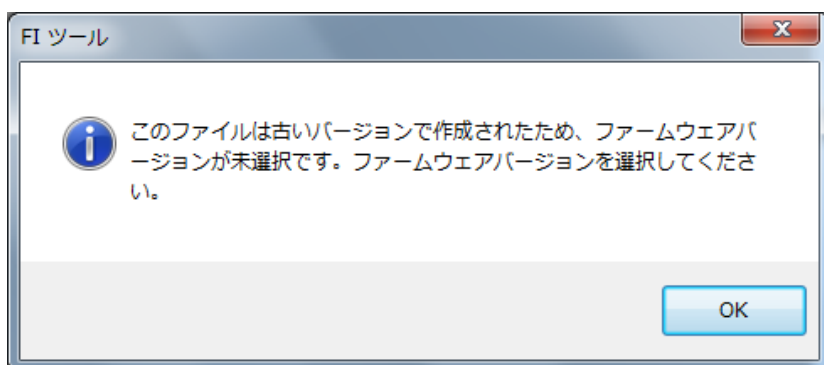 FI ツール
このファイルは古いバージョンで作成されたため、ファームウェアバ
ージョンが未選択です。ファームウェアバージョンを選択してくださ
い。
OK